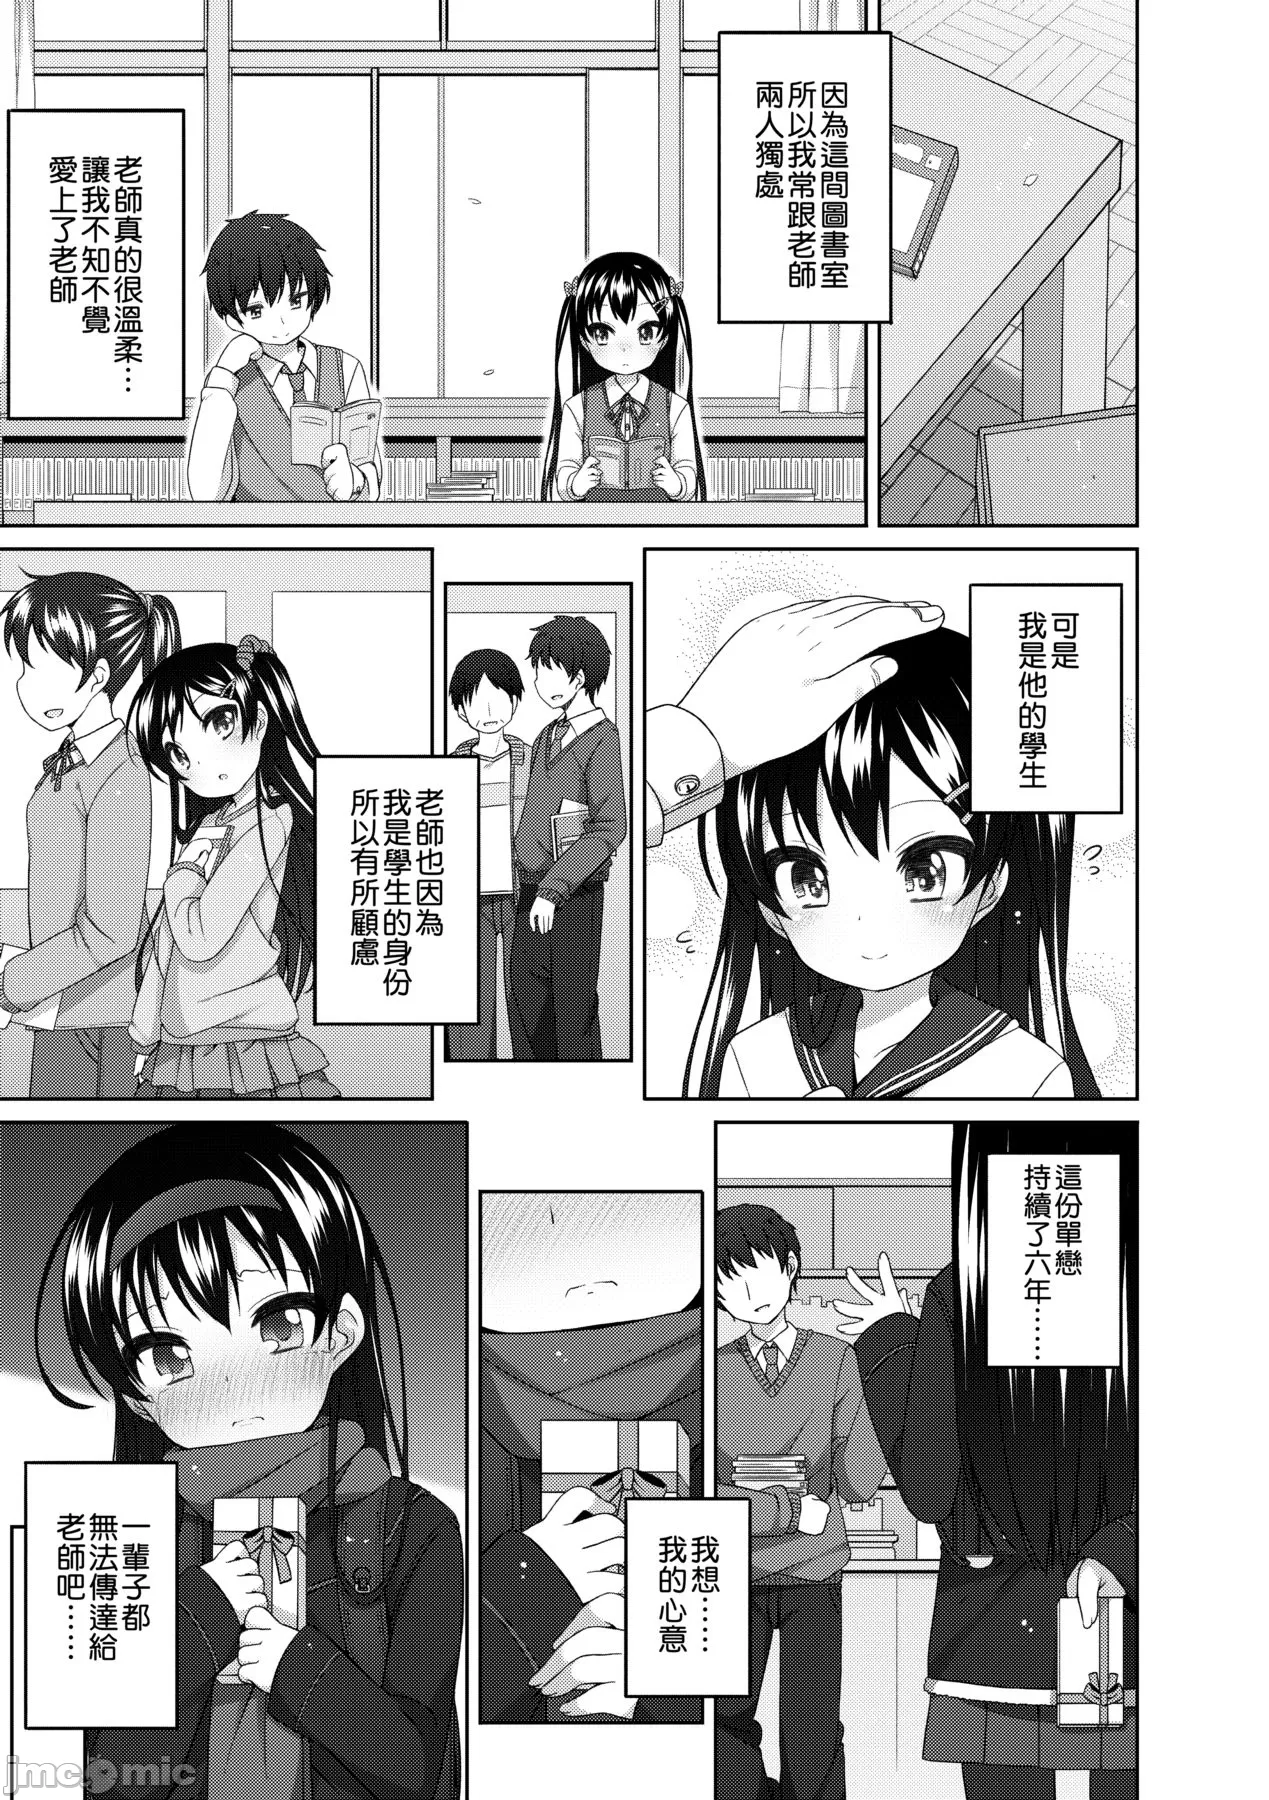 因為這間圖書室
所以我常跟老師
兩人獨處
老師真的很溫柔…
讓我不知不覺
愛上了老師
可是
我是他的學生
老師也因為
我是學生的身份
所以有所顧慮
這份單戀
持續了六年……
我想……
我的心意
一輩子都
無法傳達給
老師吧……
jmcomic